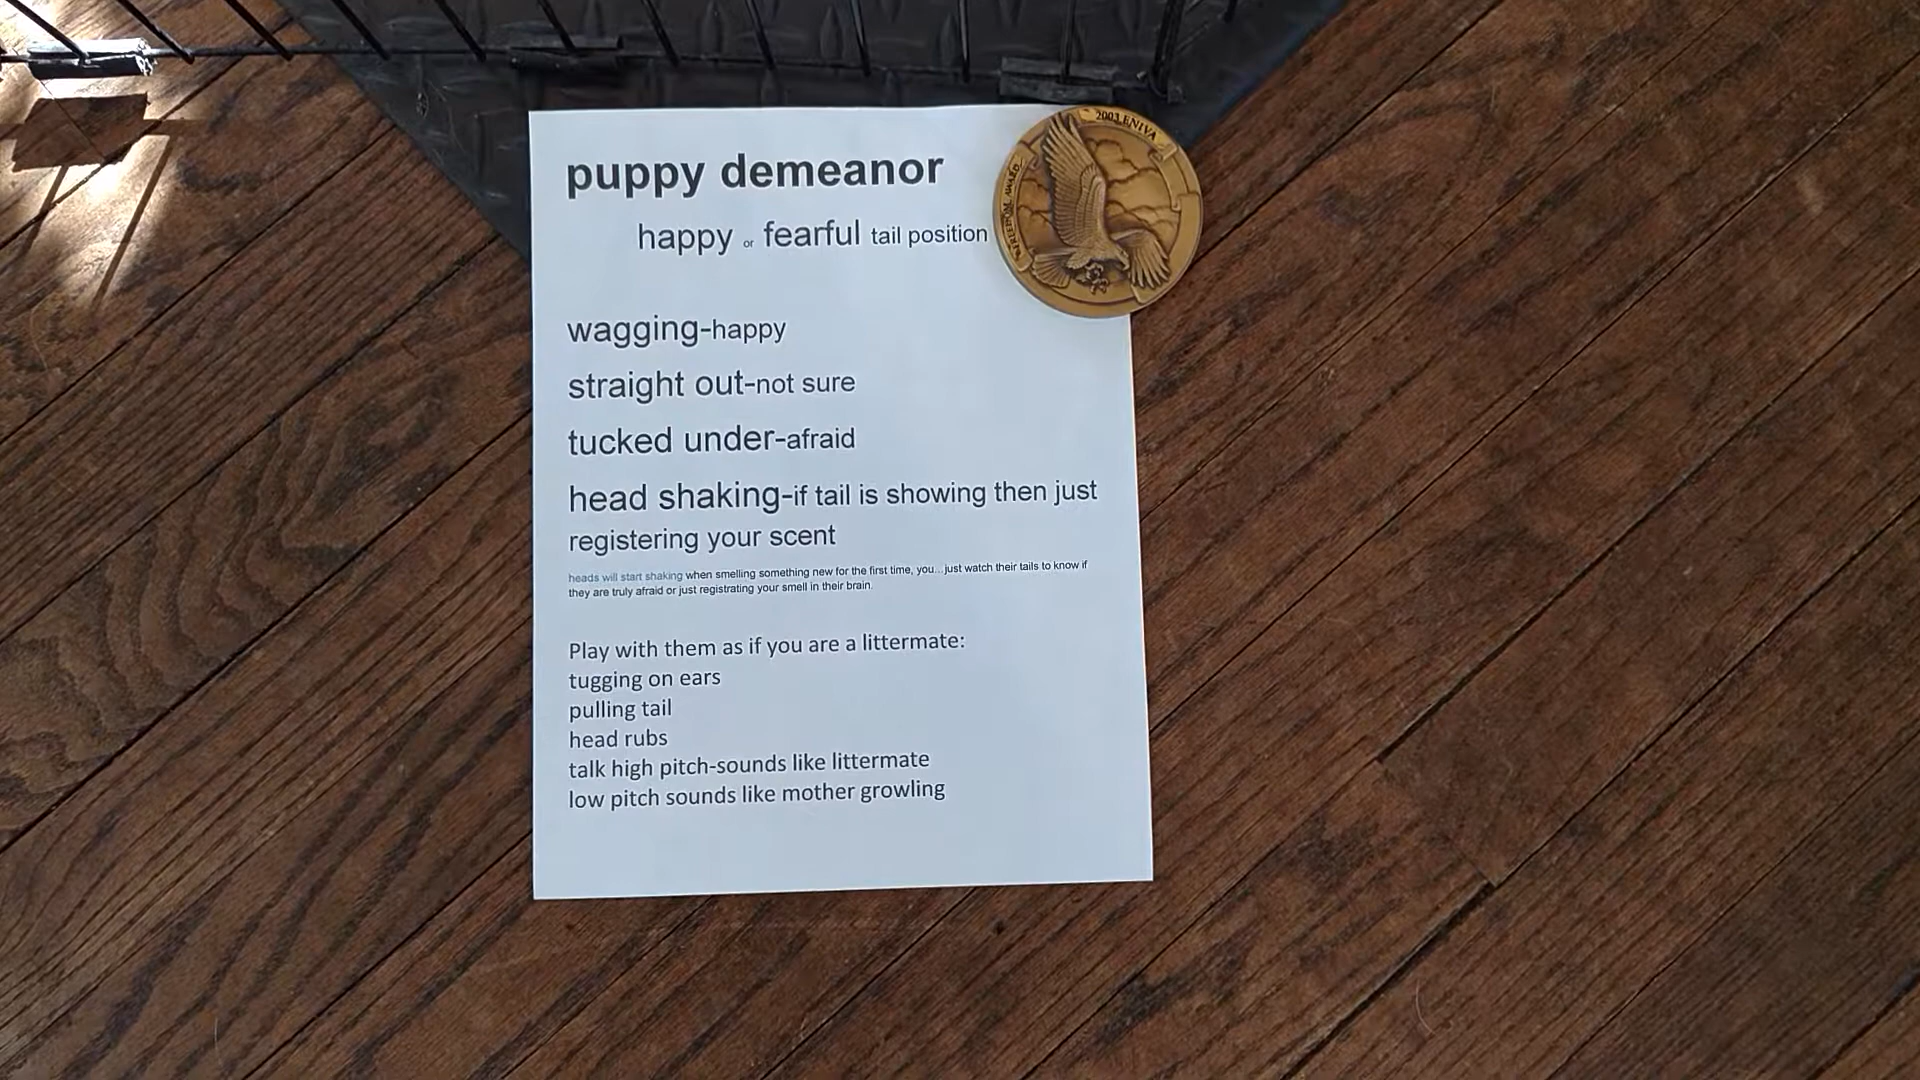 puppy demeanor
happy or fearful tail position
wagging-happy
straight out-not sure
tucked under-afraid
head shaking-if tail is showing then just
registering your scent
heads will start shaking when smelling something new for the first time, you...just watch their tails to know if
they are truly afraid or just registrating your smell in their brain.
Play with them as if you are a littermate:
tugging on ears
pulling tail
head rubs
talk high pitch-sounds like littermate
low pitch sounds like mother growling
2003 ENIVA
FREEDOM AWARD